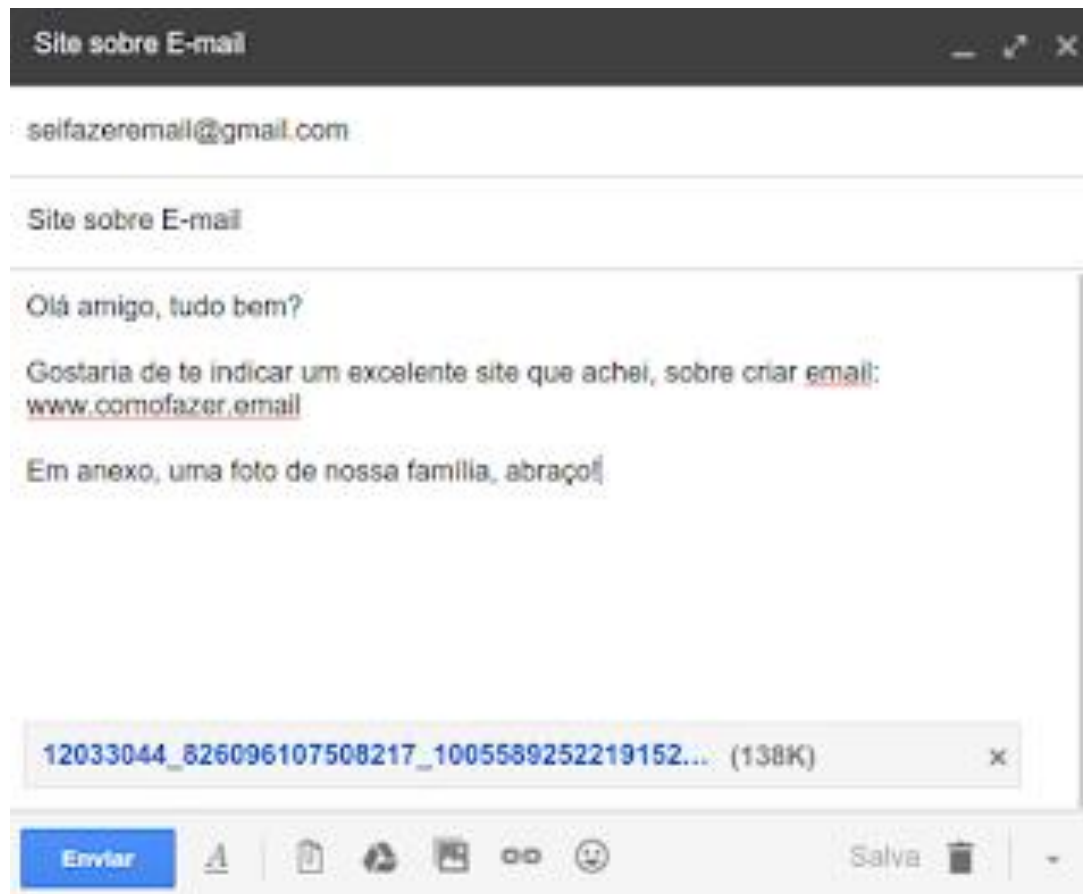 Site sobre E-mail
seifazeremail@gmail.com
Site sobre E-mail
Olá amigo, tudo bem?
Gostaria de te indicar um excelente site que achei, sobre criar email:
www.comofazer.email
Em anexo, uma foto de nossa família, abraço!
12033044_826096107508217_1005589252219152... (138K)
Enviar
Salva